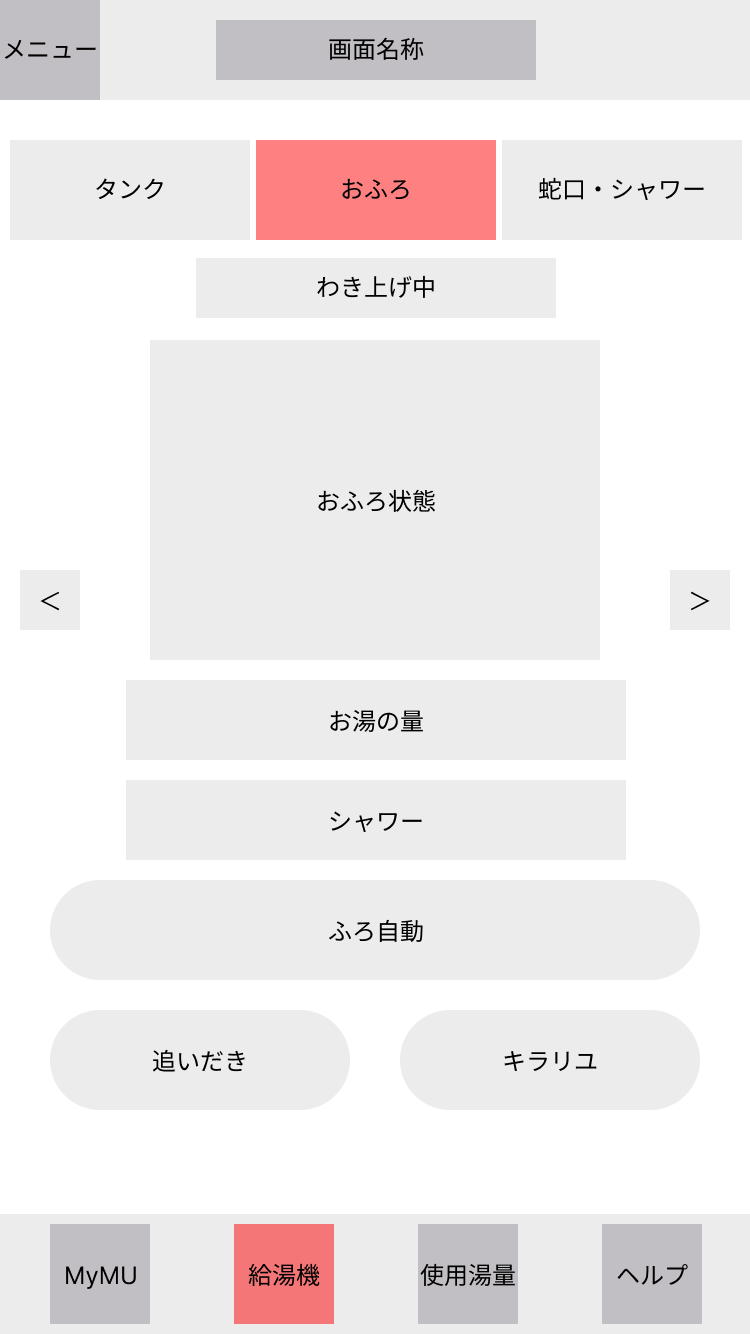 メニュー
画面名称
タンク
おふろ
蛇口・シャワー
わき上げ中
おふろ状態
＜
＞
お湯の量
シャワー
ふろ自動
追いだき
キラリユ
MyMU
給湯機
使用湯量
ヘルプ